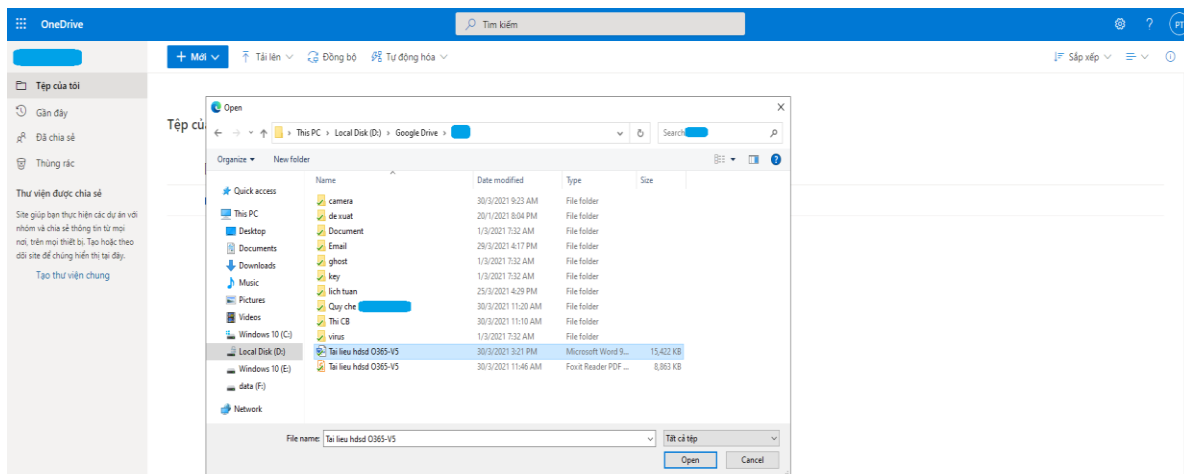 OneDrive
Tìm kiếm
?
PT
+ Mới
Tải lên
Đồng bộ
Tự động hóa
Sắp xếp
Tệp của tôi
Gần đây
Đã chia sẻ
Thùng rác
Thư viện được chia sẻ
Site giúp bạn thực hiện các dự án với
nhóm và chia sẻ thông tin từ mọi
nơi, trên mọi thiết bị. Tạo hoặc theo
dõi site để chúng hiển thị tại đây.
Tạo thư viện chung
Tệp củ
Open
This PC › Local Disk (D:) › Google Drive ›
Search
Organize
New folder
Quick access
This PC
Desktop
Documents
Downloads
Music
Pictures
Videos
Windows 10 (C:)
Local Disk (D:)
Windows 10 (E:)
data (F:)
Network
Name Date modified Type Size
camera 30/3/2021 9:23 AM File folder
de xuat 20/1/2021 8:04 PM File folder
Document 1/3/2021 7:32 AM File folder
Email 29/3/2021 4:17 PM File folder
ghost 1/3/2021 7:32 AM File folder
key 1/3/2021 7:32 AM File folder
lich tuan 25/3/2021 4:29 PM File folder
Quy che 30/3/2021 11:20 AM File folder
Thi CB 30/3/2021 11:10 AM File folder
virus 1/3/2021 7:32 AM File folder
Tai lieu hdsd O365-V5 30/3/2021 3:21 PM Microsoft Word 9... 15,422 KB
Tai lieu hdsd O365-V5 30/3/2021 11:46 AM Foxit Reader PDF ... 8,863 KB
File name: Tai lieu hdsd O365-V5
Tất cả tệp
Open
Cancel